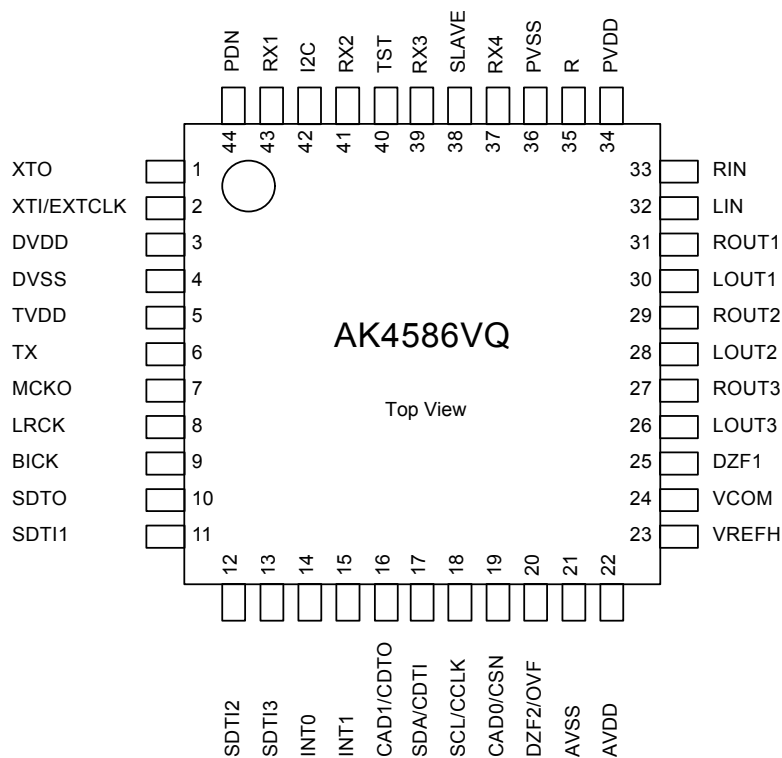 PDN
RX1
I2C
RX2
TST
RX3
SLAVE
RX4
PVSS
R
PVDD
44
43
42
41
40
39
38
37
36
35
34
XTO 1
XTI/EXTCLK 2
DVDD 3
DVSS 4
TVDD 5
TX 6
MCKO 7
LRCK 8
BICK 9
SDTO 10
SDTI1 11
AK4586VQ
Top View
33 RIN
32 LIN
31 ROUT1
30 LOUT1
29 ROUT2
28 LOUT2
27 ROUT3
26 LOUT3
25 DZF1
24 VCOM
23 VREFH
12
13
14
15
16
17
18
19
20
21
22
SDTI2
SDTI3
INT0
INT1
CAD1/CDTO
SDA/CDTI
SCL/CCLK
CAD0/CSN
DZF2/OVF
AVSS
AVDD